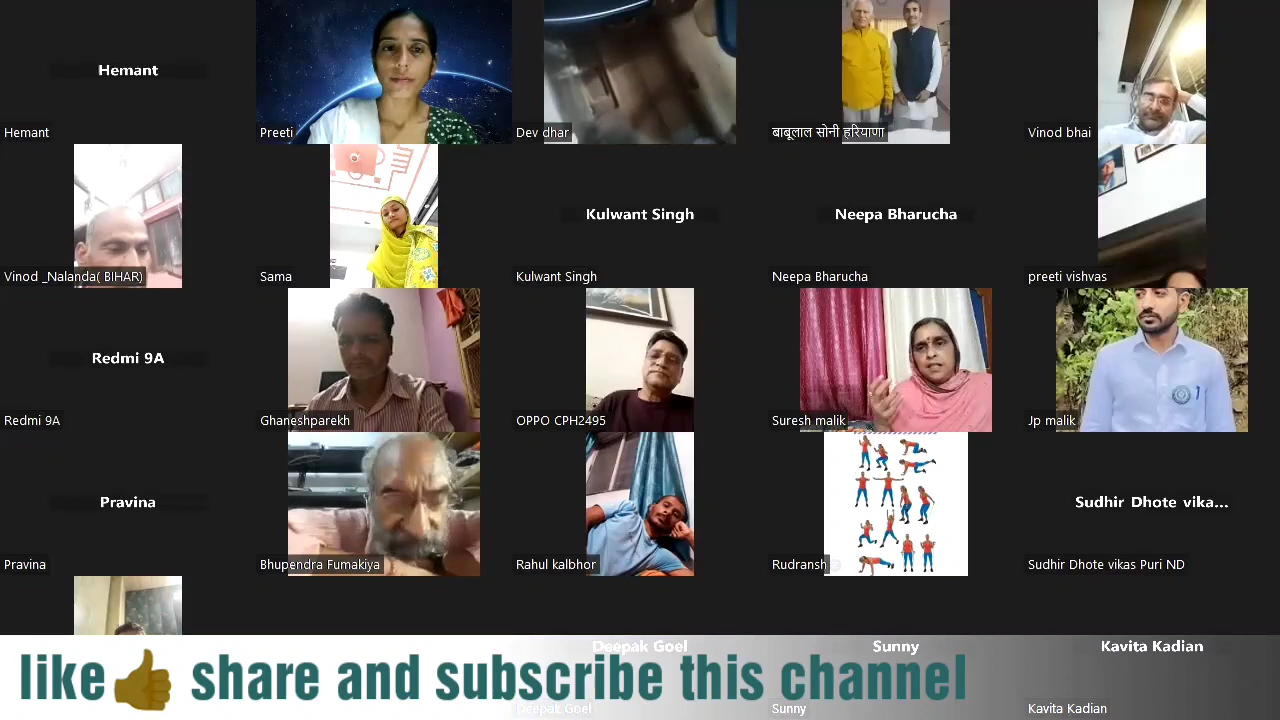 Hemant
Hemant
Preeti
Dev dhar
बाबूलाल सोनी हरियाणा
Vinod bhai
Vinod _Nalanda( BIHAR)
Sama
Kulwant Singh
Kulwant Singh
Neepa Bharucha
Neepa Bharucha
preeti vishvas
Redmi 9A
Redmi 9A
Ghaneshparekh
OPPO CPH2495
Suresh malik
Jp malik
Pravina
Pravina
Bhupendra Fumakiya
Rahul kalbhor
Rudransh
Sudhir Dhote vika...
Sudhir Dhote vikas Puri ND
Deepak Goel
Sunny
Kavita Kadian
like👍 share and subscribe this channel
Deepak Goel
Sunny
Kavita Kadian